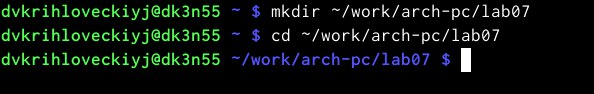 dvkrihloveckiyj@dk3n55 ~ $ mkdir ~/work/arch-pc/lab07
dvkrihloveckiyj@dk3n55 ~ $ cd ~/work/arch-pc/lab07
dvkrihloveckiyj@dk3n55 ~/work/arch-pc/lab07 $